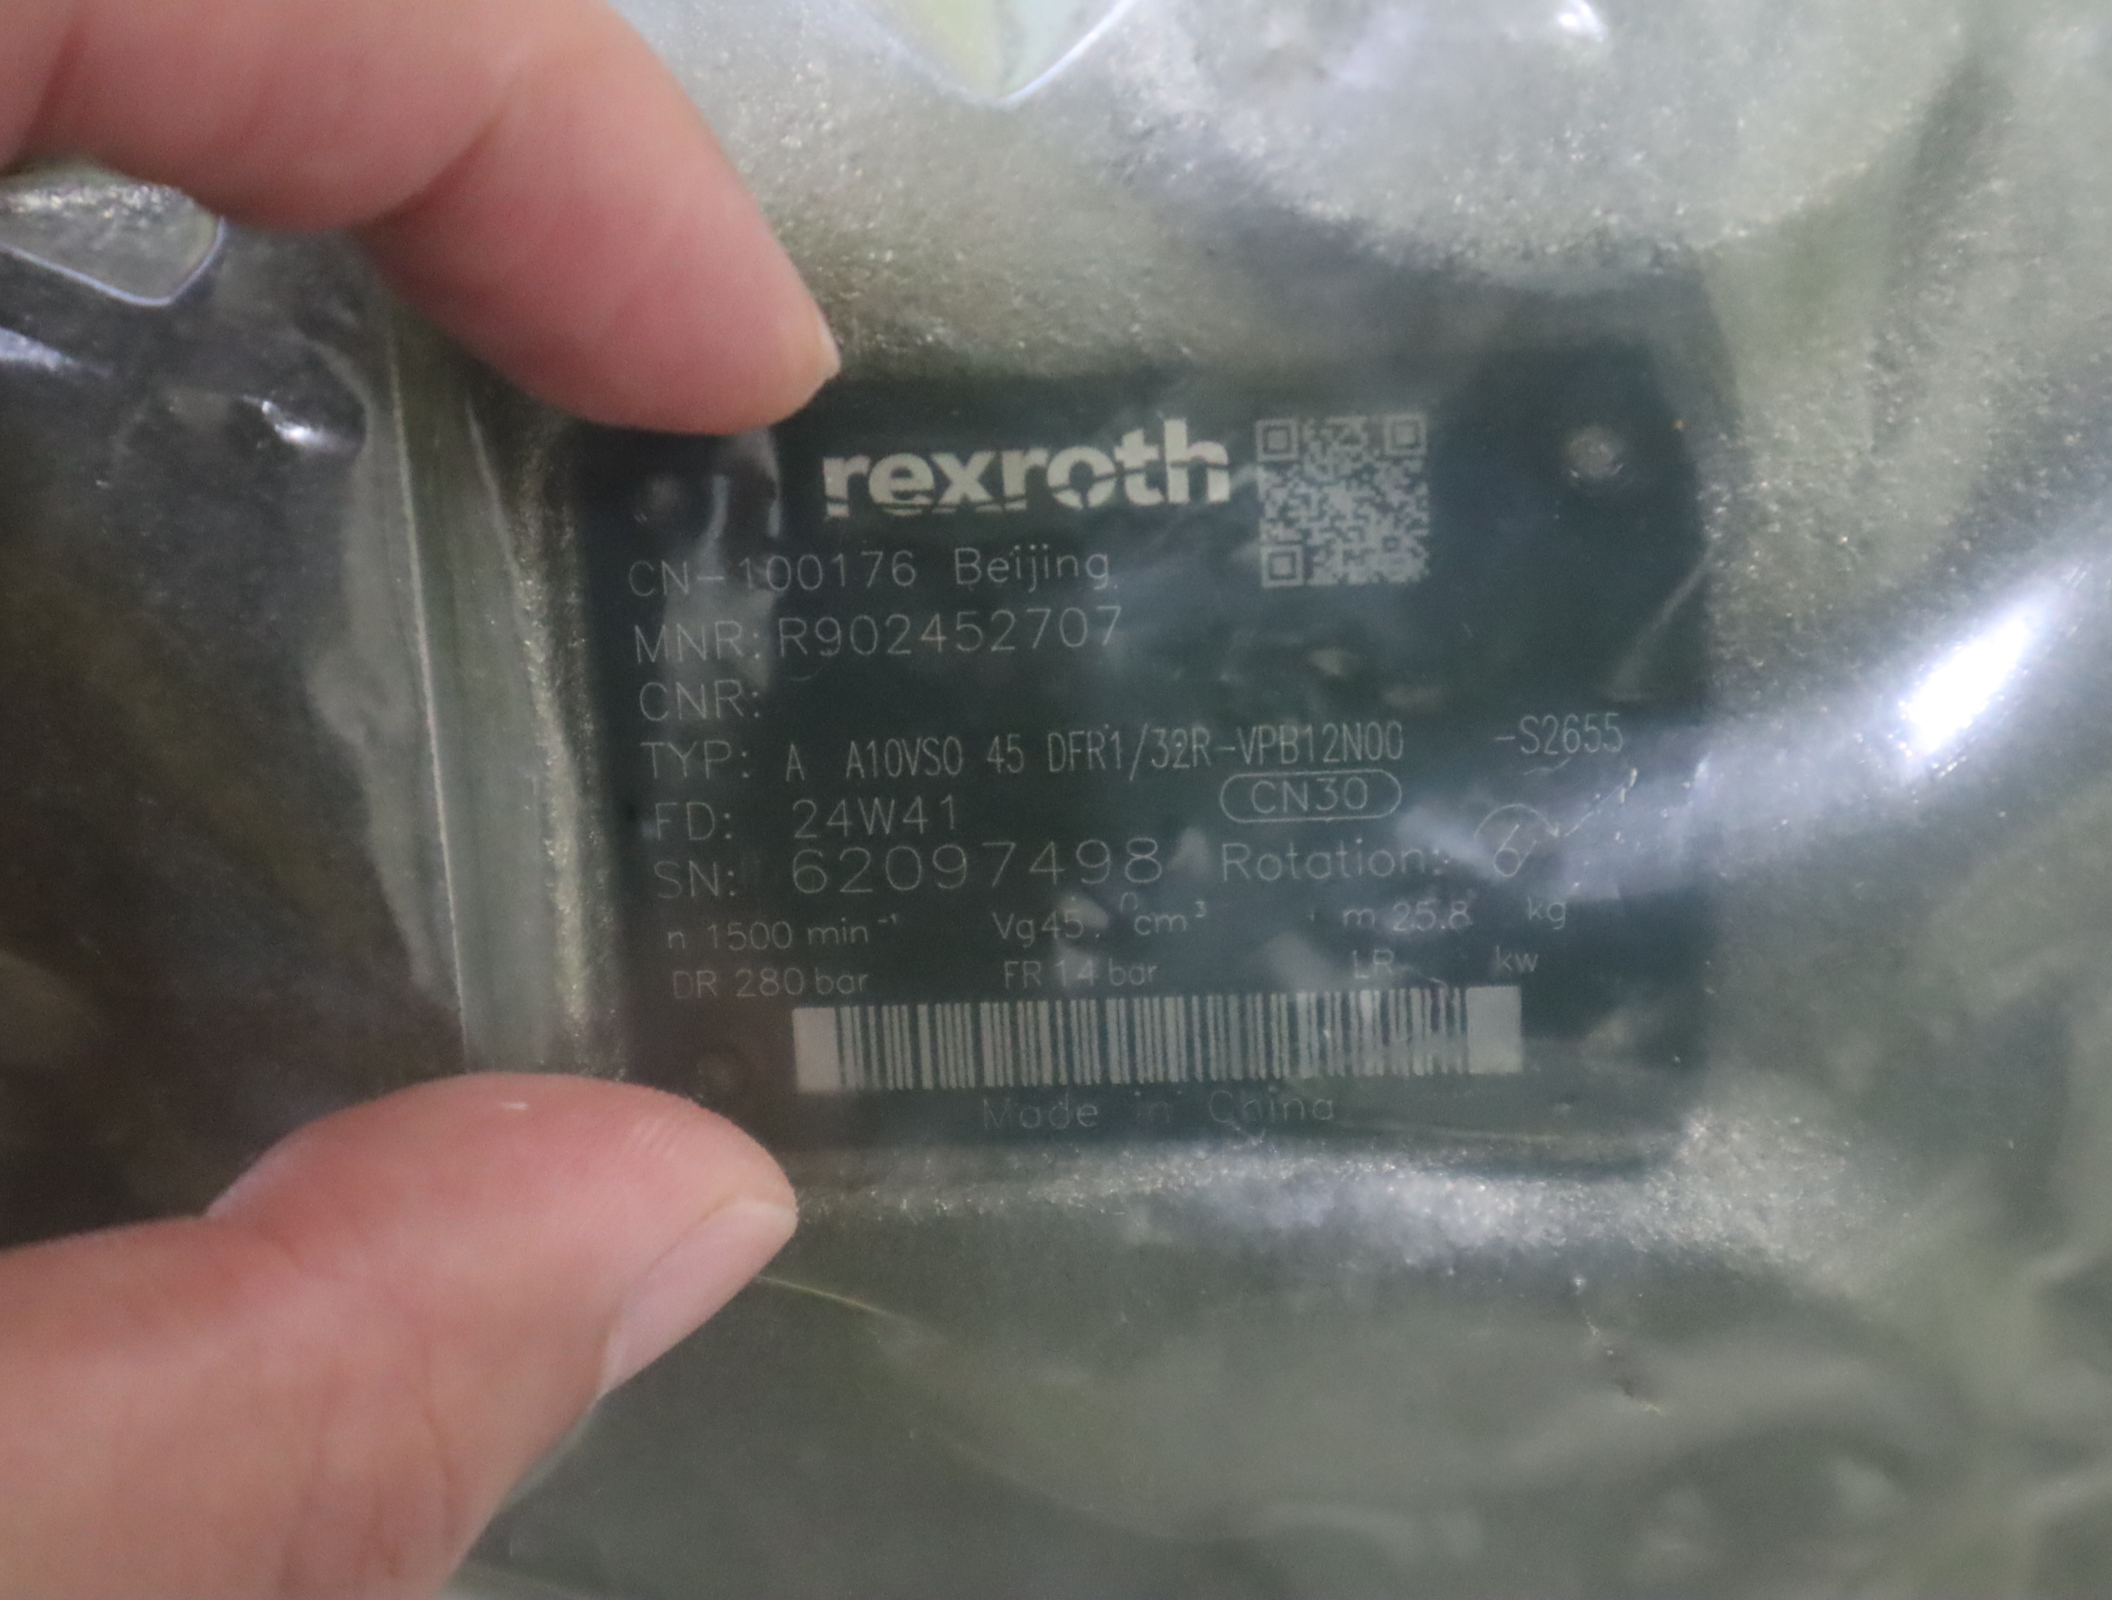 rexroth
CN-100176 Beijing
MNR: R902452707
CNR:
TYP: A A10VSO 45 DFR1/32R-VPB12N00 -S2655
FD: 24W41 CN30
SN: 62097498 Rotation:
n 1500 min⁻¹ Vg 45. 0 cm³ m 25.8 kg
DR 280 bar FR 14 bar LR kw
Made in China